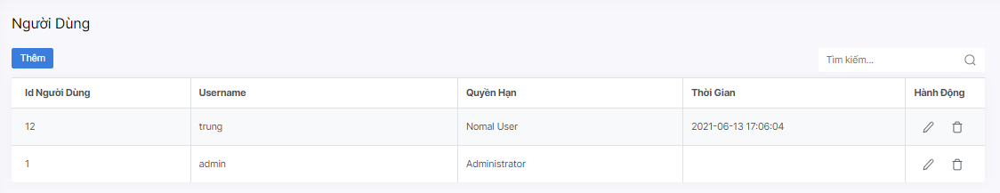 Người Dùng
Thêm
Tìm kiếm...
Id Người Dùng Username Quyền Hạn Thời Gian Hành Động
12 trung Nomal User 2021-06-13 17:06:04
1 admin Administrator